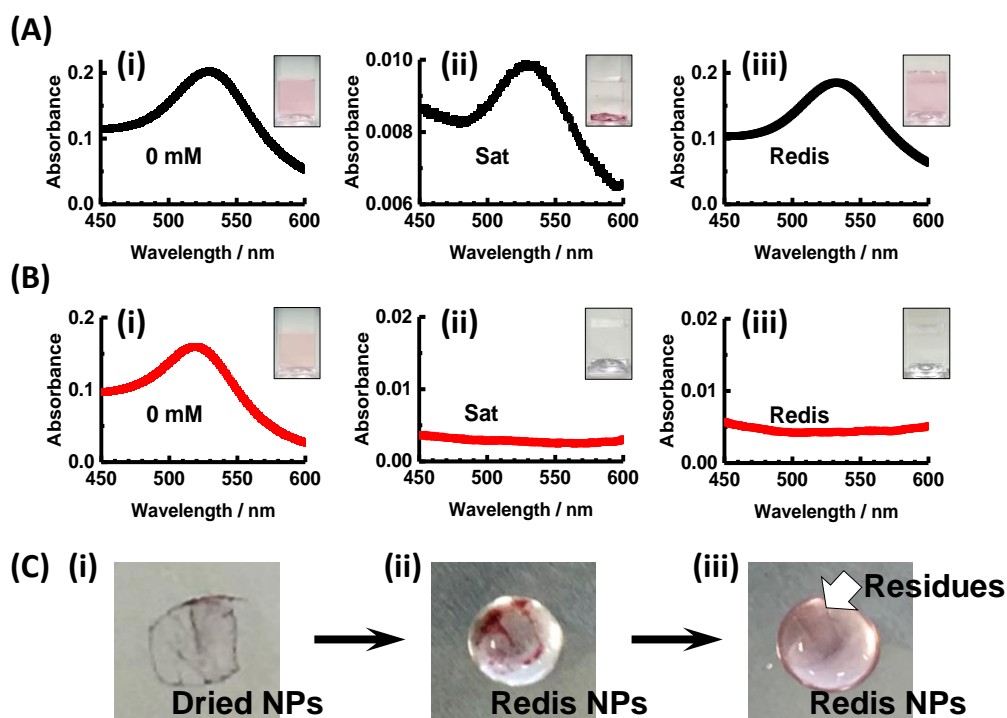 (A)
(i)
(ii)
(iii)
Absorbance
0.2
0.1
0.0
0 mM
450 500 550 600
Wavelength / nm
Absorbance
0.010
0.008
0.006
Sat
450 500 550 600
Wavelength / nm
Absorbance
0.2
0.1
0.0
Redis
450 500 550 600
Wavelength / nm
(B)
(i)
(ii)
(iii)
Absorbance
0.2
0.1
0.0
0 mM
450 500 550 600
Wavelength / nm
Absorbance
0.02
0.01
0.00
Sat
450 500 550 600
Wavelength / nm
Absorbance
0.02
0.01
0.00
Redis
450 500 550 600
Wavelength / nm
(C)
(i)
Dried NPs
(ii)
Redis NPs
(iii)
Residues
Redis NPs